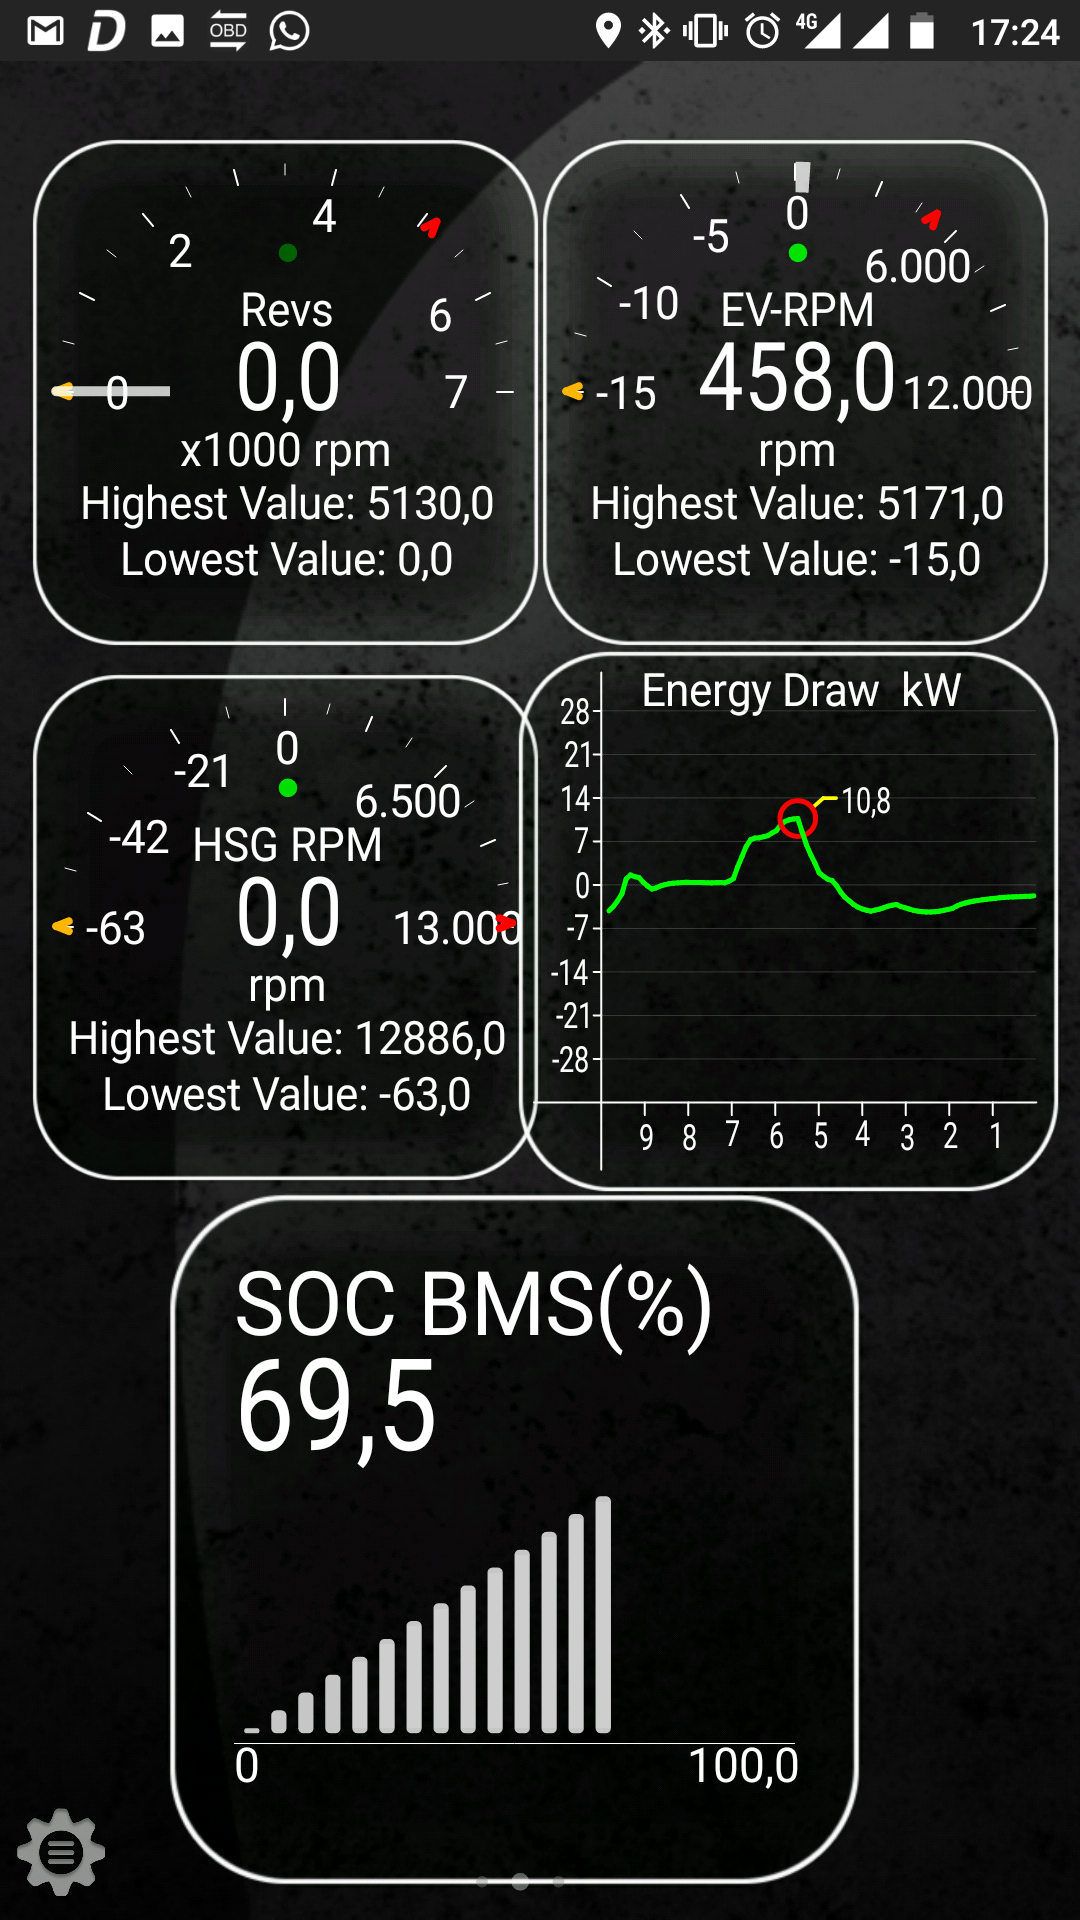 OBD 4G 17:24
2 4 6 7 0
Revs
0,0
x1000 rpm
Highest Value: 5130,0
Lowest Value: 0,0
-15 -10 -5 0 6.000 12.000
EV-RPM
458,0
rpm
Highest Value: 5171,0
Lowest Value: -15,0
-63 -42 -21 0 6.500 13.000
HSG RPM
0,0
rpm
Highest Value: 12886,0
Lowest Value: -63,0
Energy Draw kW
28
21
14
10,8
7
0
-7
-14
-21
-28
9 8 7 6 5 4 3 2 1
SOC BMS(%)
69,5
0 100,0